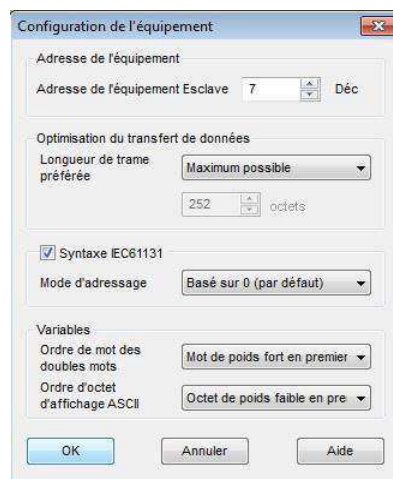 Configuration de l'équipement
Adresse de l'équipement
Adresse de l'équipement Esclave 7 Déc
Optimisation du transfert de données
Longueur de trame
préférée
Maximum possible
252 octets
Syntaxe IEC61131
Mode d'adressage Basé sur 0 (par défaut)
Variables
Ordre de mot des
doubles mots
Mot de poids fort en premier
Ordre d'octet
d'affichage ASCII
Octet de poids faible en pre
OK Annuler Aide